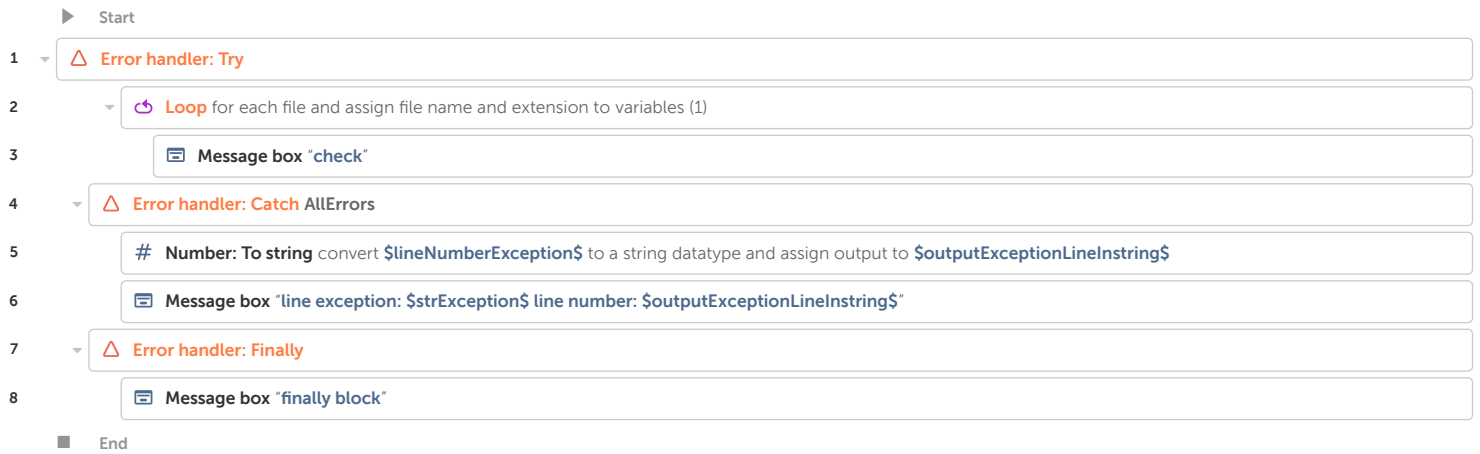 Start
1 Error handler: Try
2 Loop for each file and assign file name and extension to variables (1)
3 Message box “check”
4 Error handler: Catch AllErrors
5 # Number: To string convert $lineNumberException$ to a string datatype and assign output to $outputExceptionLineInstring$
6 Message box “line exception: $strException$ line number: $outputExceptionLineInstring$”
7 Error handler: Finally
8 Message box “finally block”
End